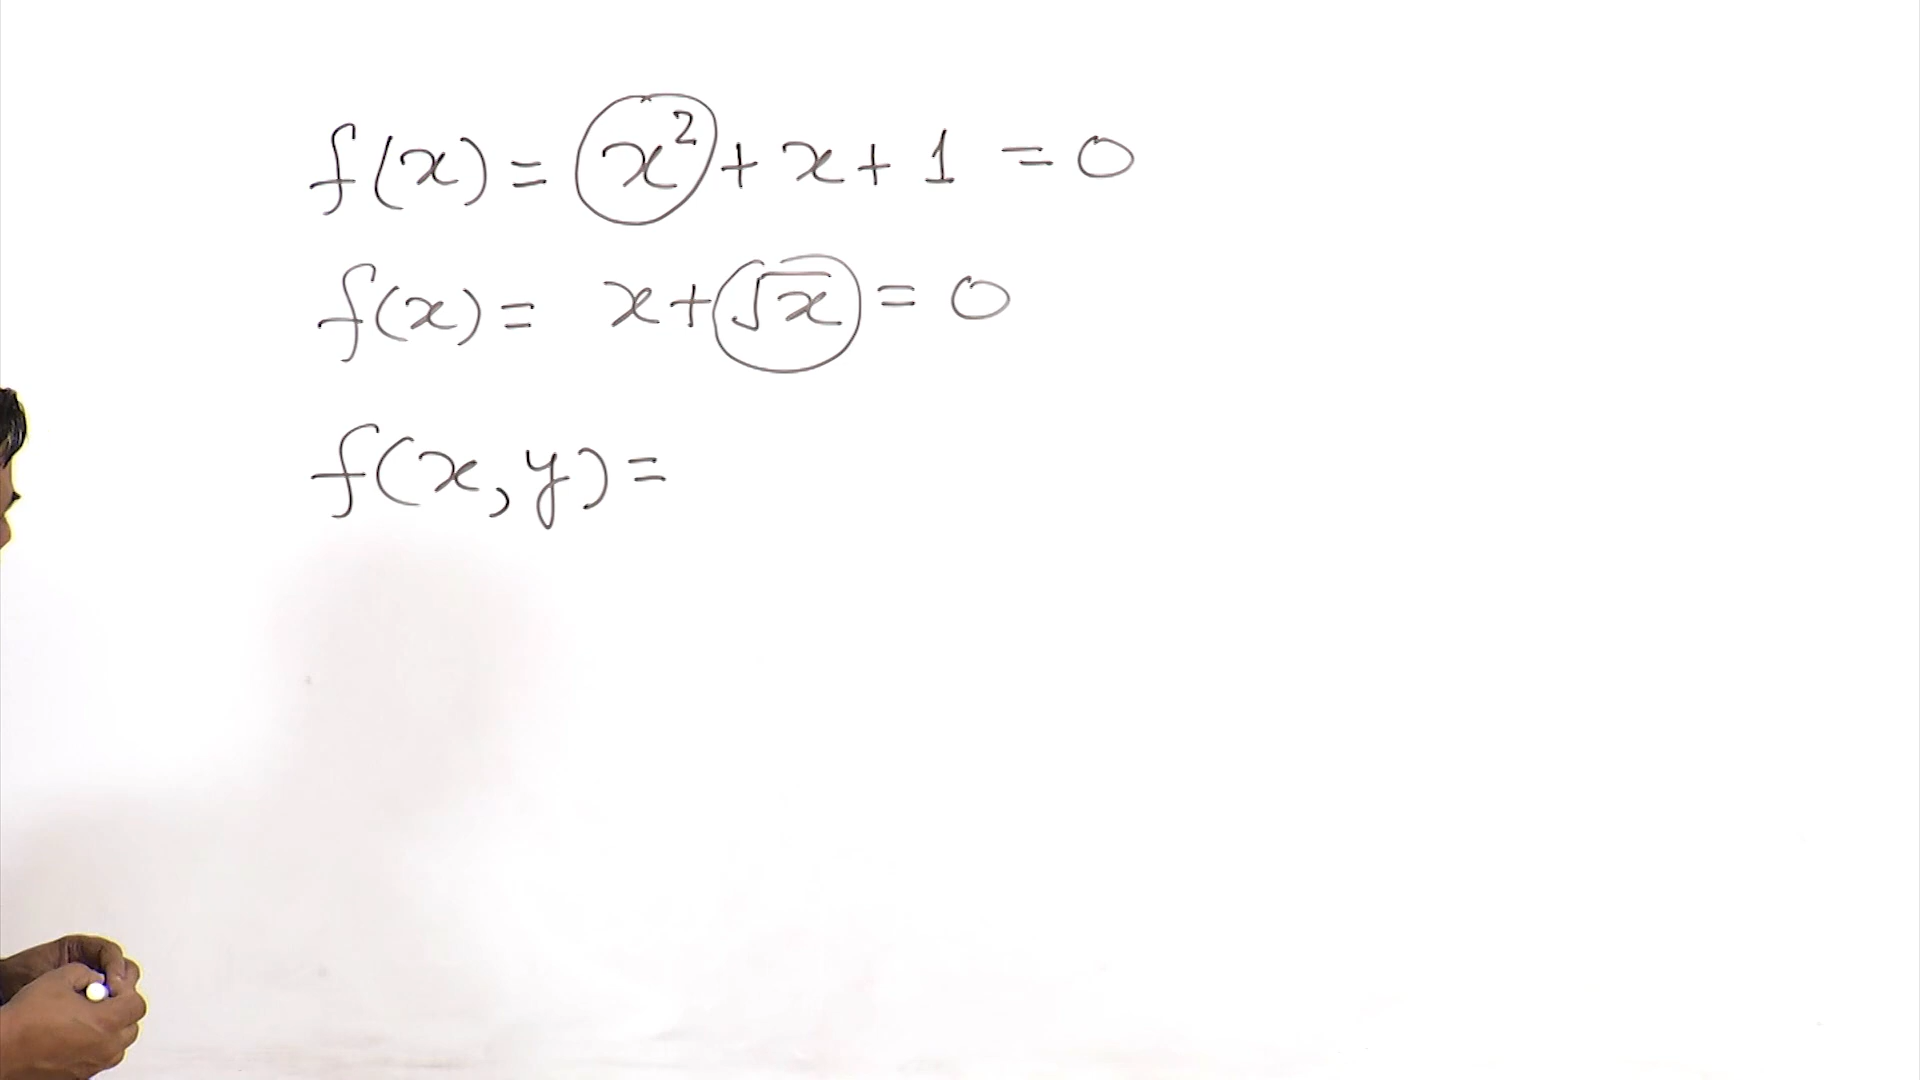 f(x) = x² + x + 1 = 0
f(x) = x + √x = 0
f(x, y) =